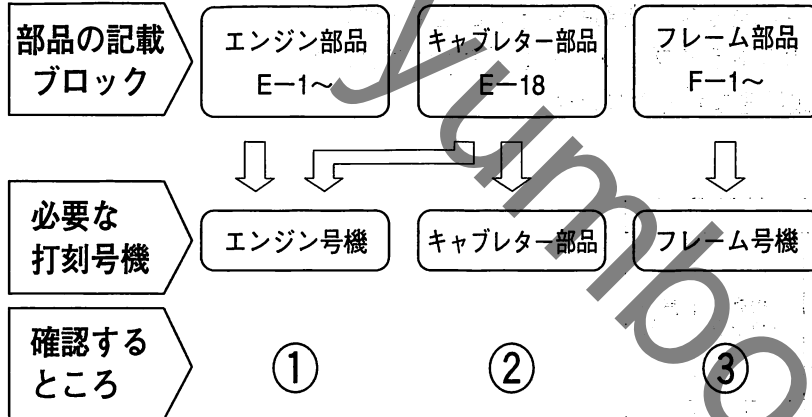 部品の記載
ブロック
エンジン部品
E－1～
キャブレター部品
E－18
フレーム部品
F－1～
必要な
打刻号機
エンジン号機
キャブレター部品
フレーム号機
確認する
ところ
①
②
③
yumbo